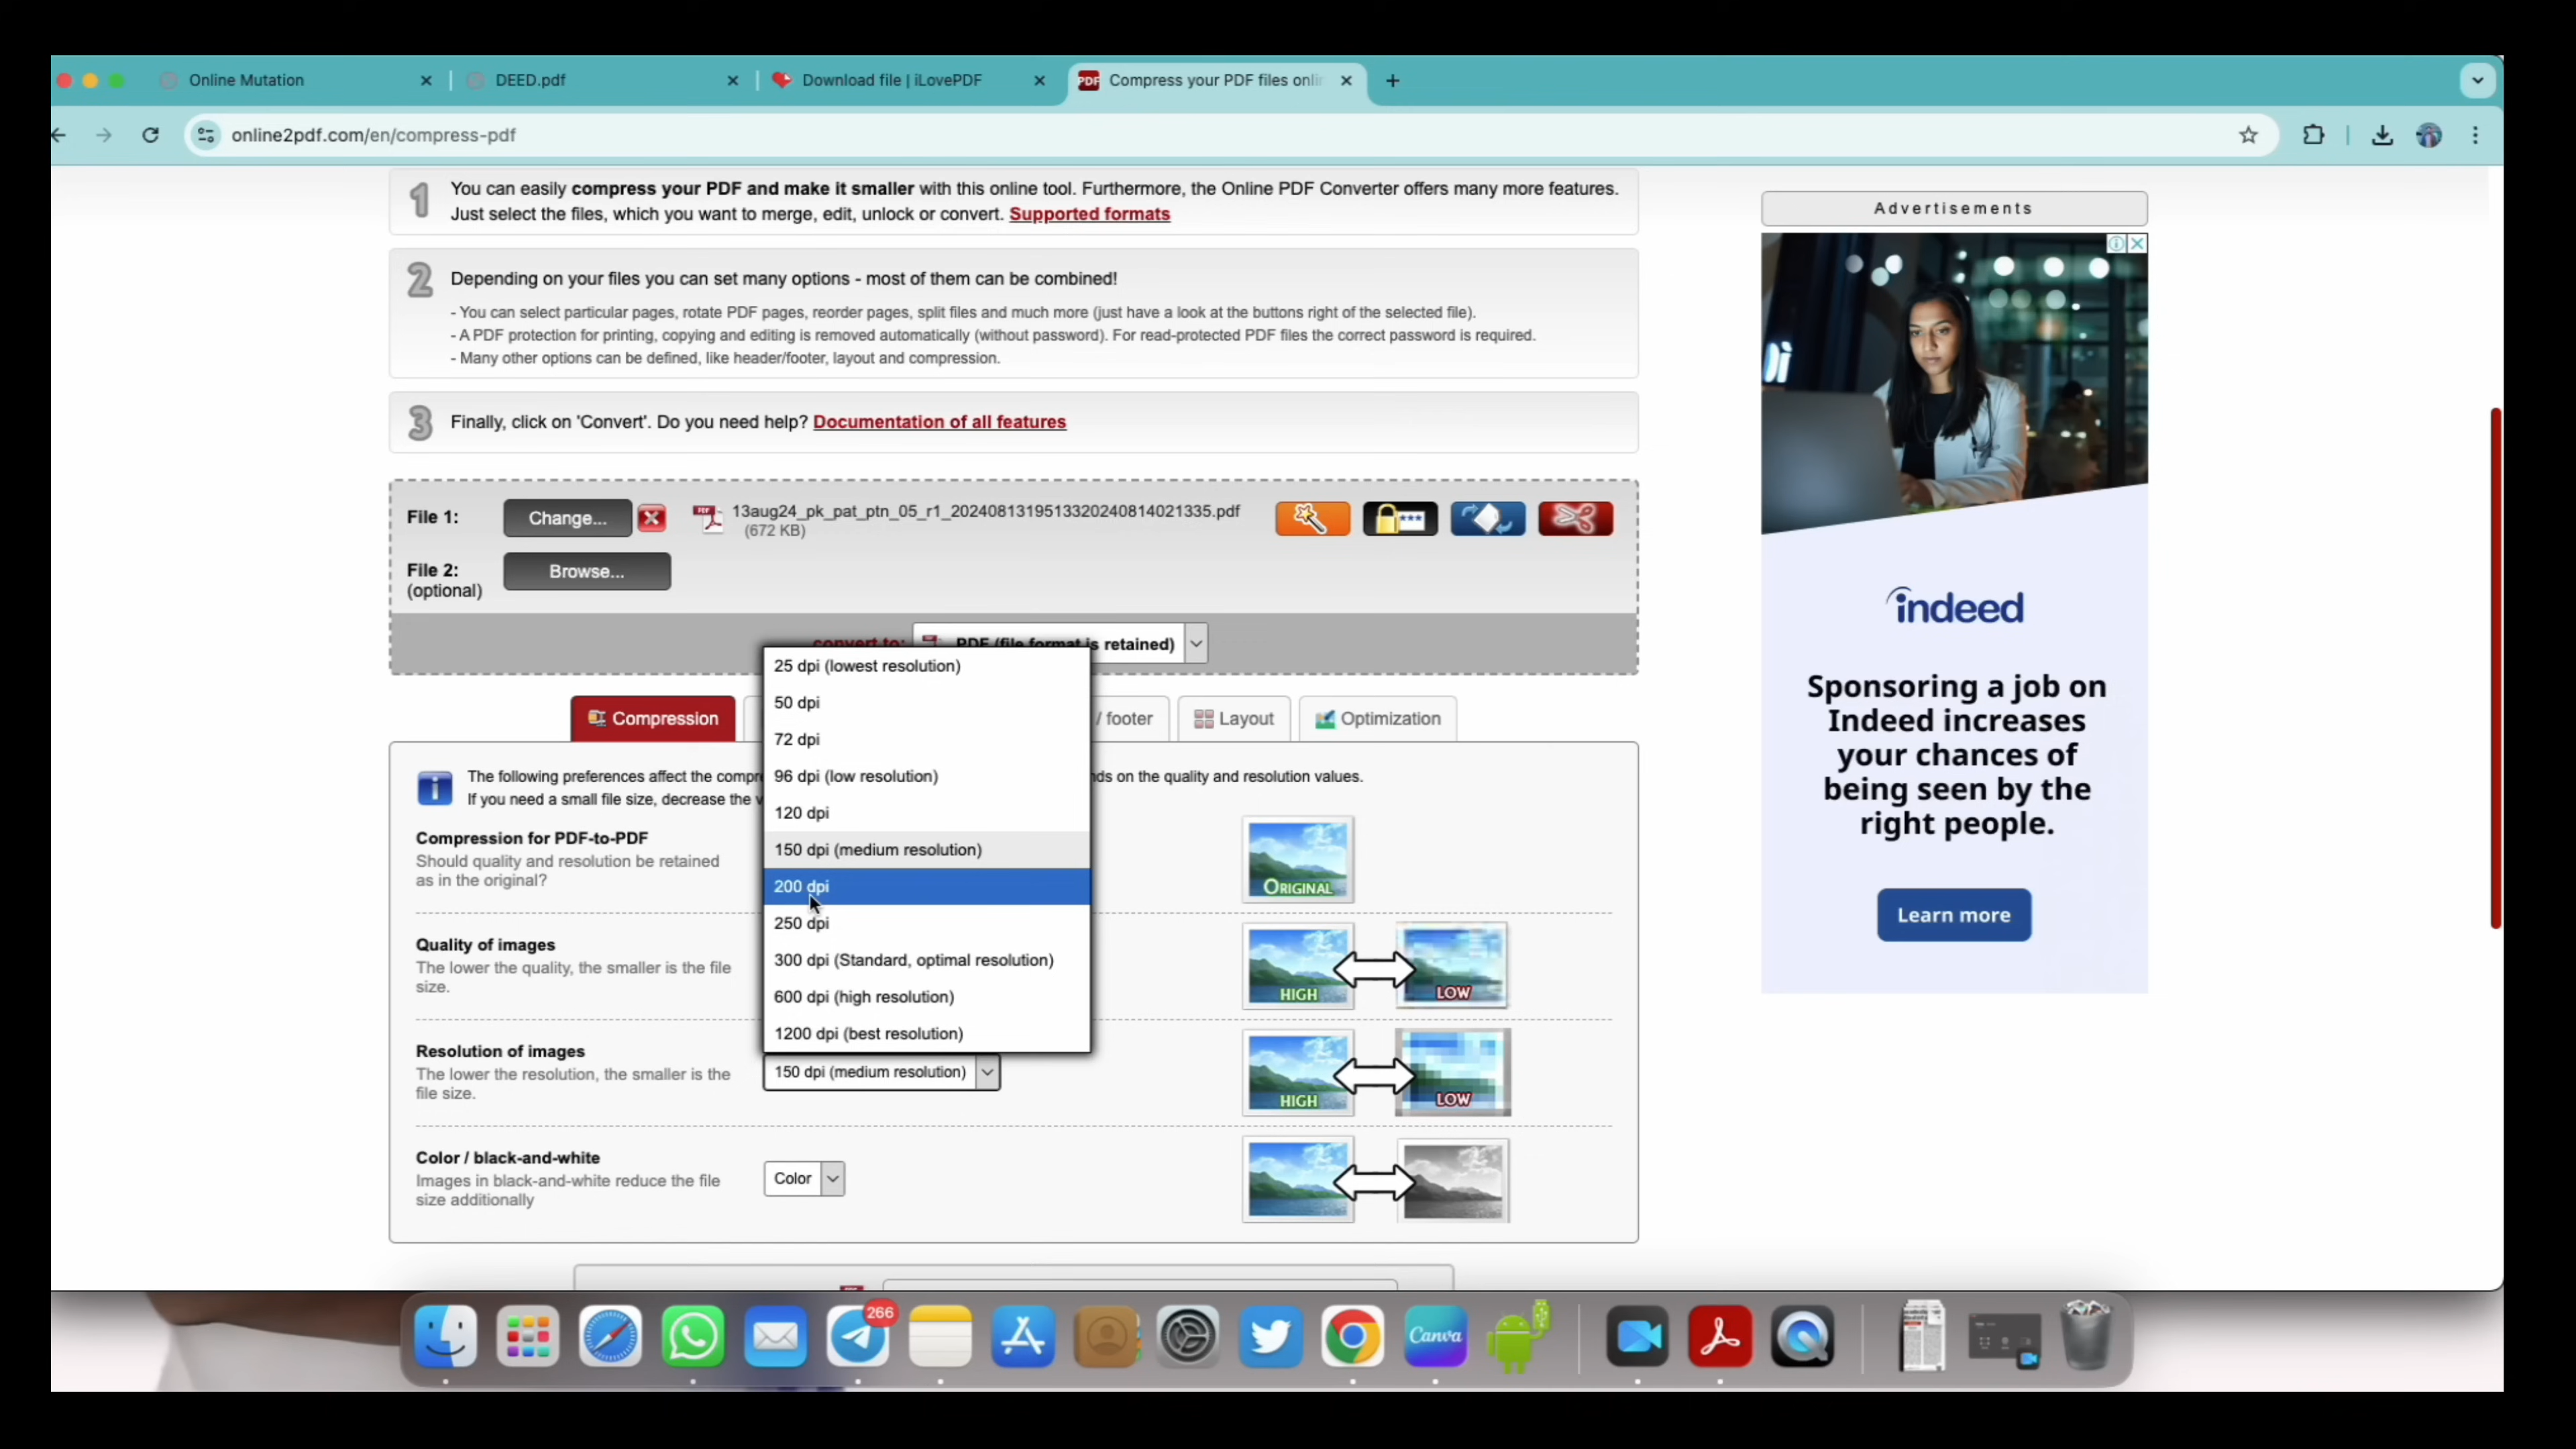 Online Mutation
DEED.pdf
Download file | iLovePDF
PDF Compress your PDF files onli
online2pdf.com/en/compress-pdf
1 You can easily compress your PDF and make it smaller with this online tool. Furthermore, the Online PDF Converter offers many more features.
Just select the files, which you want to merge, edit, unlock or convert. Supported formats
2 Depending on your files you can set many options - most of them can be combined!
- You can select particular pages, rotate PDF pages, reorder pages, split files and much more (just have a look at the buttons right of the selected file).
- A PDF protection for printing, copying and editing is removed automatically (without password). For read-protected PDF files the correct password is required.
- Many other options can be defined, like header/footer, layout and compression.
3 Finally, click on 'Convert'. Do you need help? Documentation of all features
File 1: Change... 13aug24_pk_pat_ptn_05_r1_2024081319513320240814021335.pdf
(672 KB)
File 2: Browse...
(optional)
convert to: PDF (file format is retained)
Compression / footer Layout Optimization
The following preferences affect the compre nds on the quality and resolution values.
If you need a small file size, decrease the v
25 dpi (lowest resolution)
50 dpi
72 dpi
96 dpi (low resolution)
120 dpi
150 dpi (medium resolution)
200 dpi
250 dpi
300 dpi (Standard, optimal resolution)
600 dpi (high resolution)
1200 dpi (best resolution)
Compression for PDF-to-PDF
Should quality and resolution be retained
as in the original?
ORIGINAL
Quality of images
The lower the quality, the smaller is the file
size.
HIGH LOW
Resolution of images
The lower the resolution, the smaller is the
file size.
150 dpi (medium resolution)
HIGH LOW
Color / black-and-white
Images in black-and-white reduce the file
size additionally
Color
Advertisements
indeed
Sponsoring a job on
Indeed increases
your chances of
being seen by the
right people.
Learn more
266
Canva